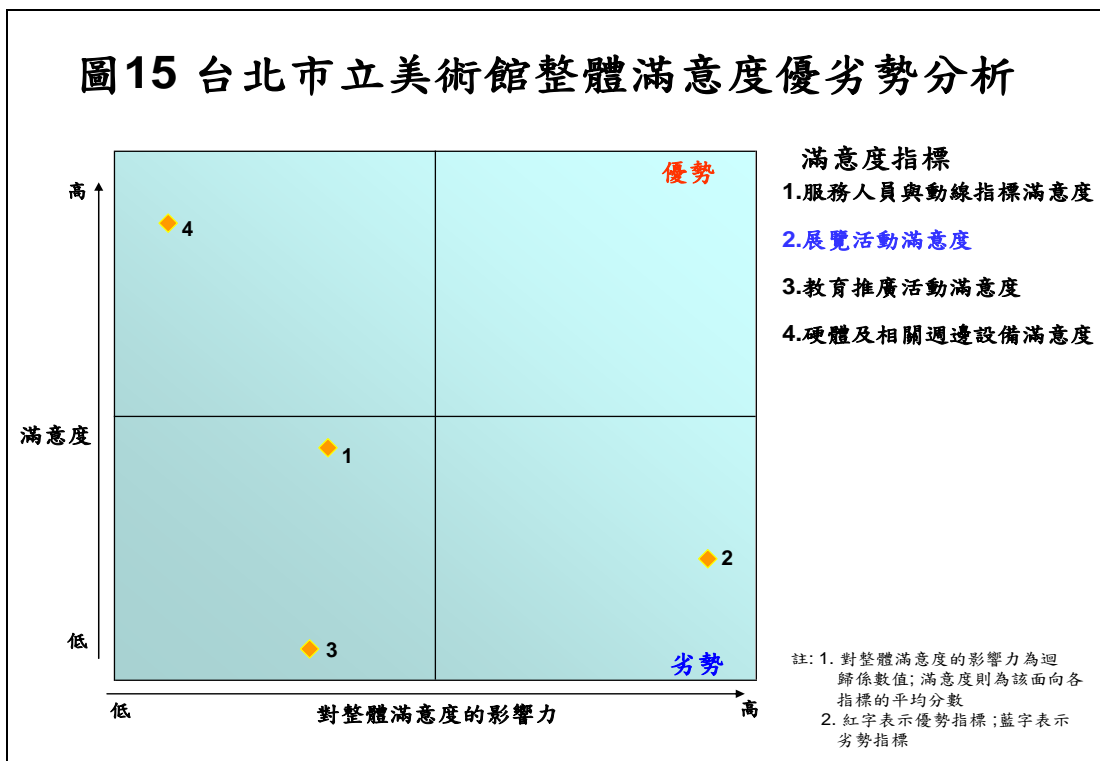 圖15 台北市立美術館整體滿意度優劣勢分析
高
滿意度
低
優勢
4
1
2
3
劣勢
低
對整體滿意度的影響力
高
滿意度指標
1.服務人員與動線指標滿意度
2.展覽活動滿意度
3.教育推廣活動滿意度
4.硬體及相關週邊設備滿意度
註: 1. 對整體滿意度的影響力為迴
歸係數值; 滿意度則為該面向各
指標的平均分數
2. 紅字表示優勢指標 ;藍字表示
劣勢指標